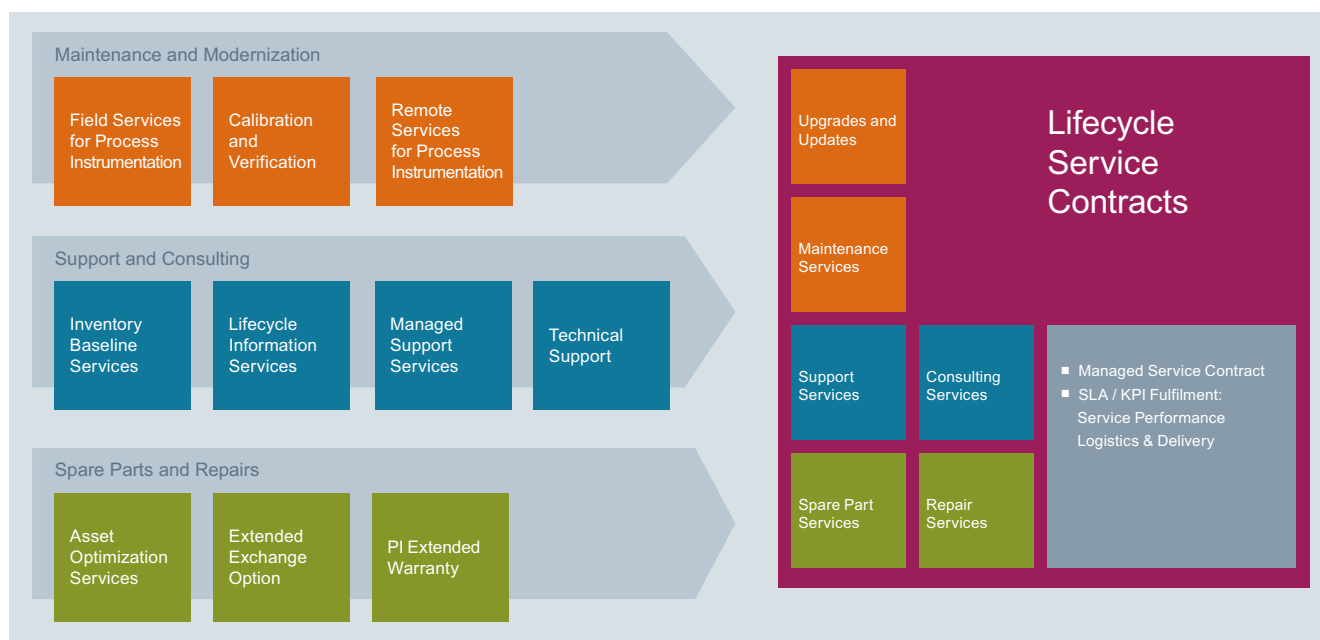 Maintenance and Modernization
Field Services
for Process
Instrumentation
Calibration
and
Verification
Remote
Services
for Process
Instrumentation
Support and Consulting
Inventory
Baseline
Services
Lifecycle
Information
Services
Managed
Support
Services
Technical
Support
Spare Parts and Repairs
Asset
Optimization
Services
Extended
Exchange
Option
PI Extended
Warranty
Lifecycle
Service
Contracts
Upgrades and
Updates
Maintenance
Services
Support
Services
Consulting
Services
Managed Service Contract
SLA / KPI Fulfilment:
Service Performance
Logistics & Delivery
Spare Part
Services
Repair
Services